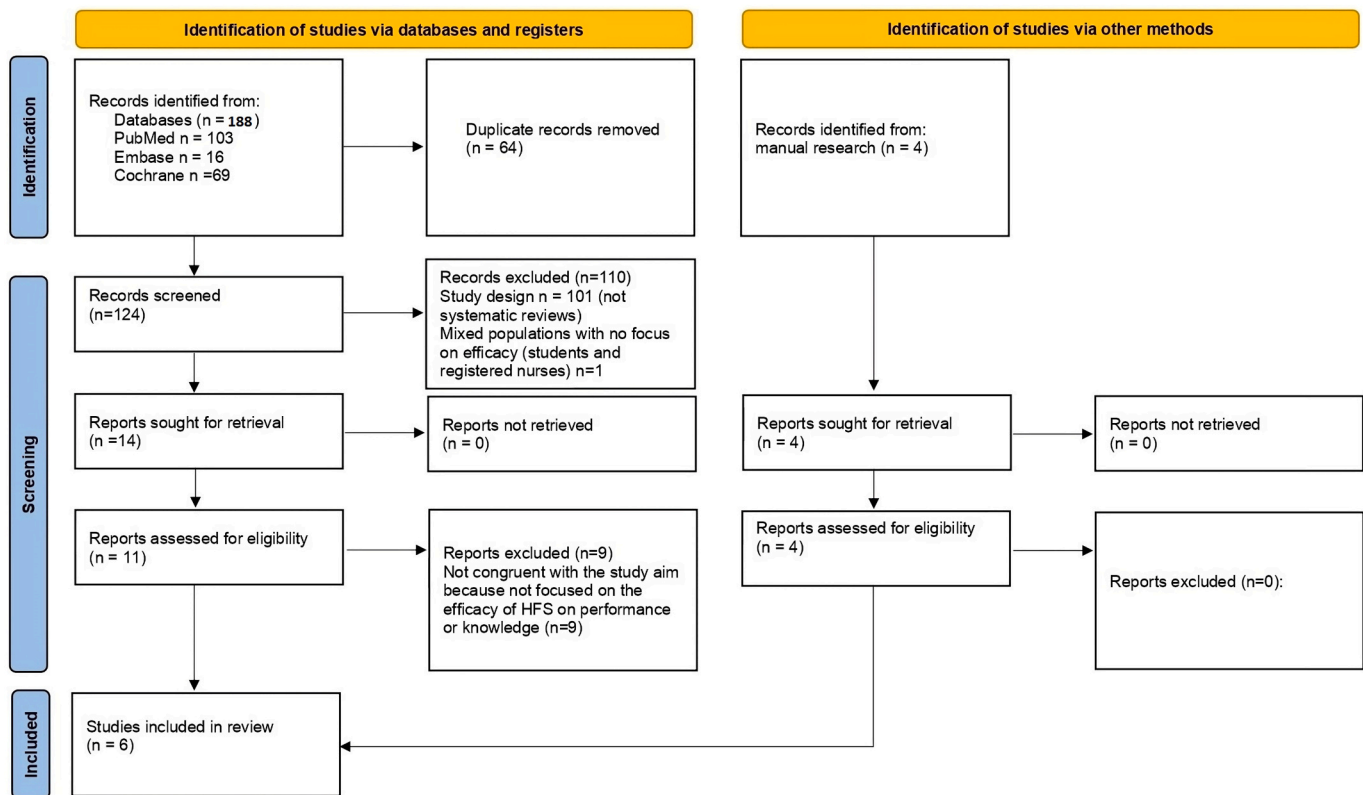 Identification of studies via databases and registers
Identification of studies via other methods
Identification
Records identified from:
Databases (n = 188)
PubMed n = 103
Embase n = 16
Cochrane n =69
Duplicate records removed
(n = 64)
Records identified from:
manual research (n = 4)
Screening
Records screened
(n=124)
Records excluded (n=110)
Study design n = 101 (not
systematic reviews)
Mixed populations with no focus
on efficacy (students and
registered nurses) n=1
Reports sought for retrieval
(n =14)
Reports not retrieved
(n = 0)
Reports sought for retrieval
(n = 4)
Reports not retrieved
(n = 0)
Reports assessed for eligibility
(n = 11)
Reports excluded (n=9)
Not congruent with the study aim
because not focused on the
efficacy of HFS on performance
or knowledge (n=9)
Reports assessed for eligibility
(n = 4)
Reports excluded (n=0):
Included
Studies included in review
(n = 6)